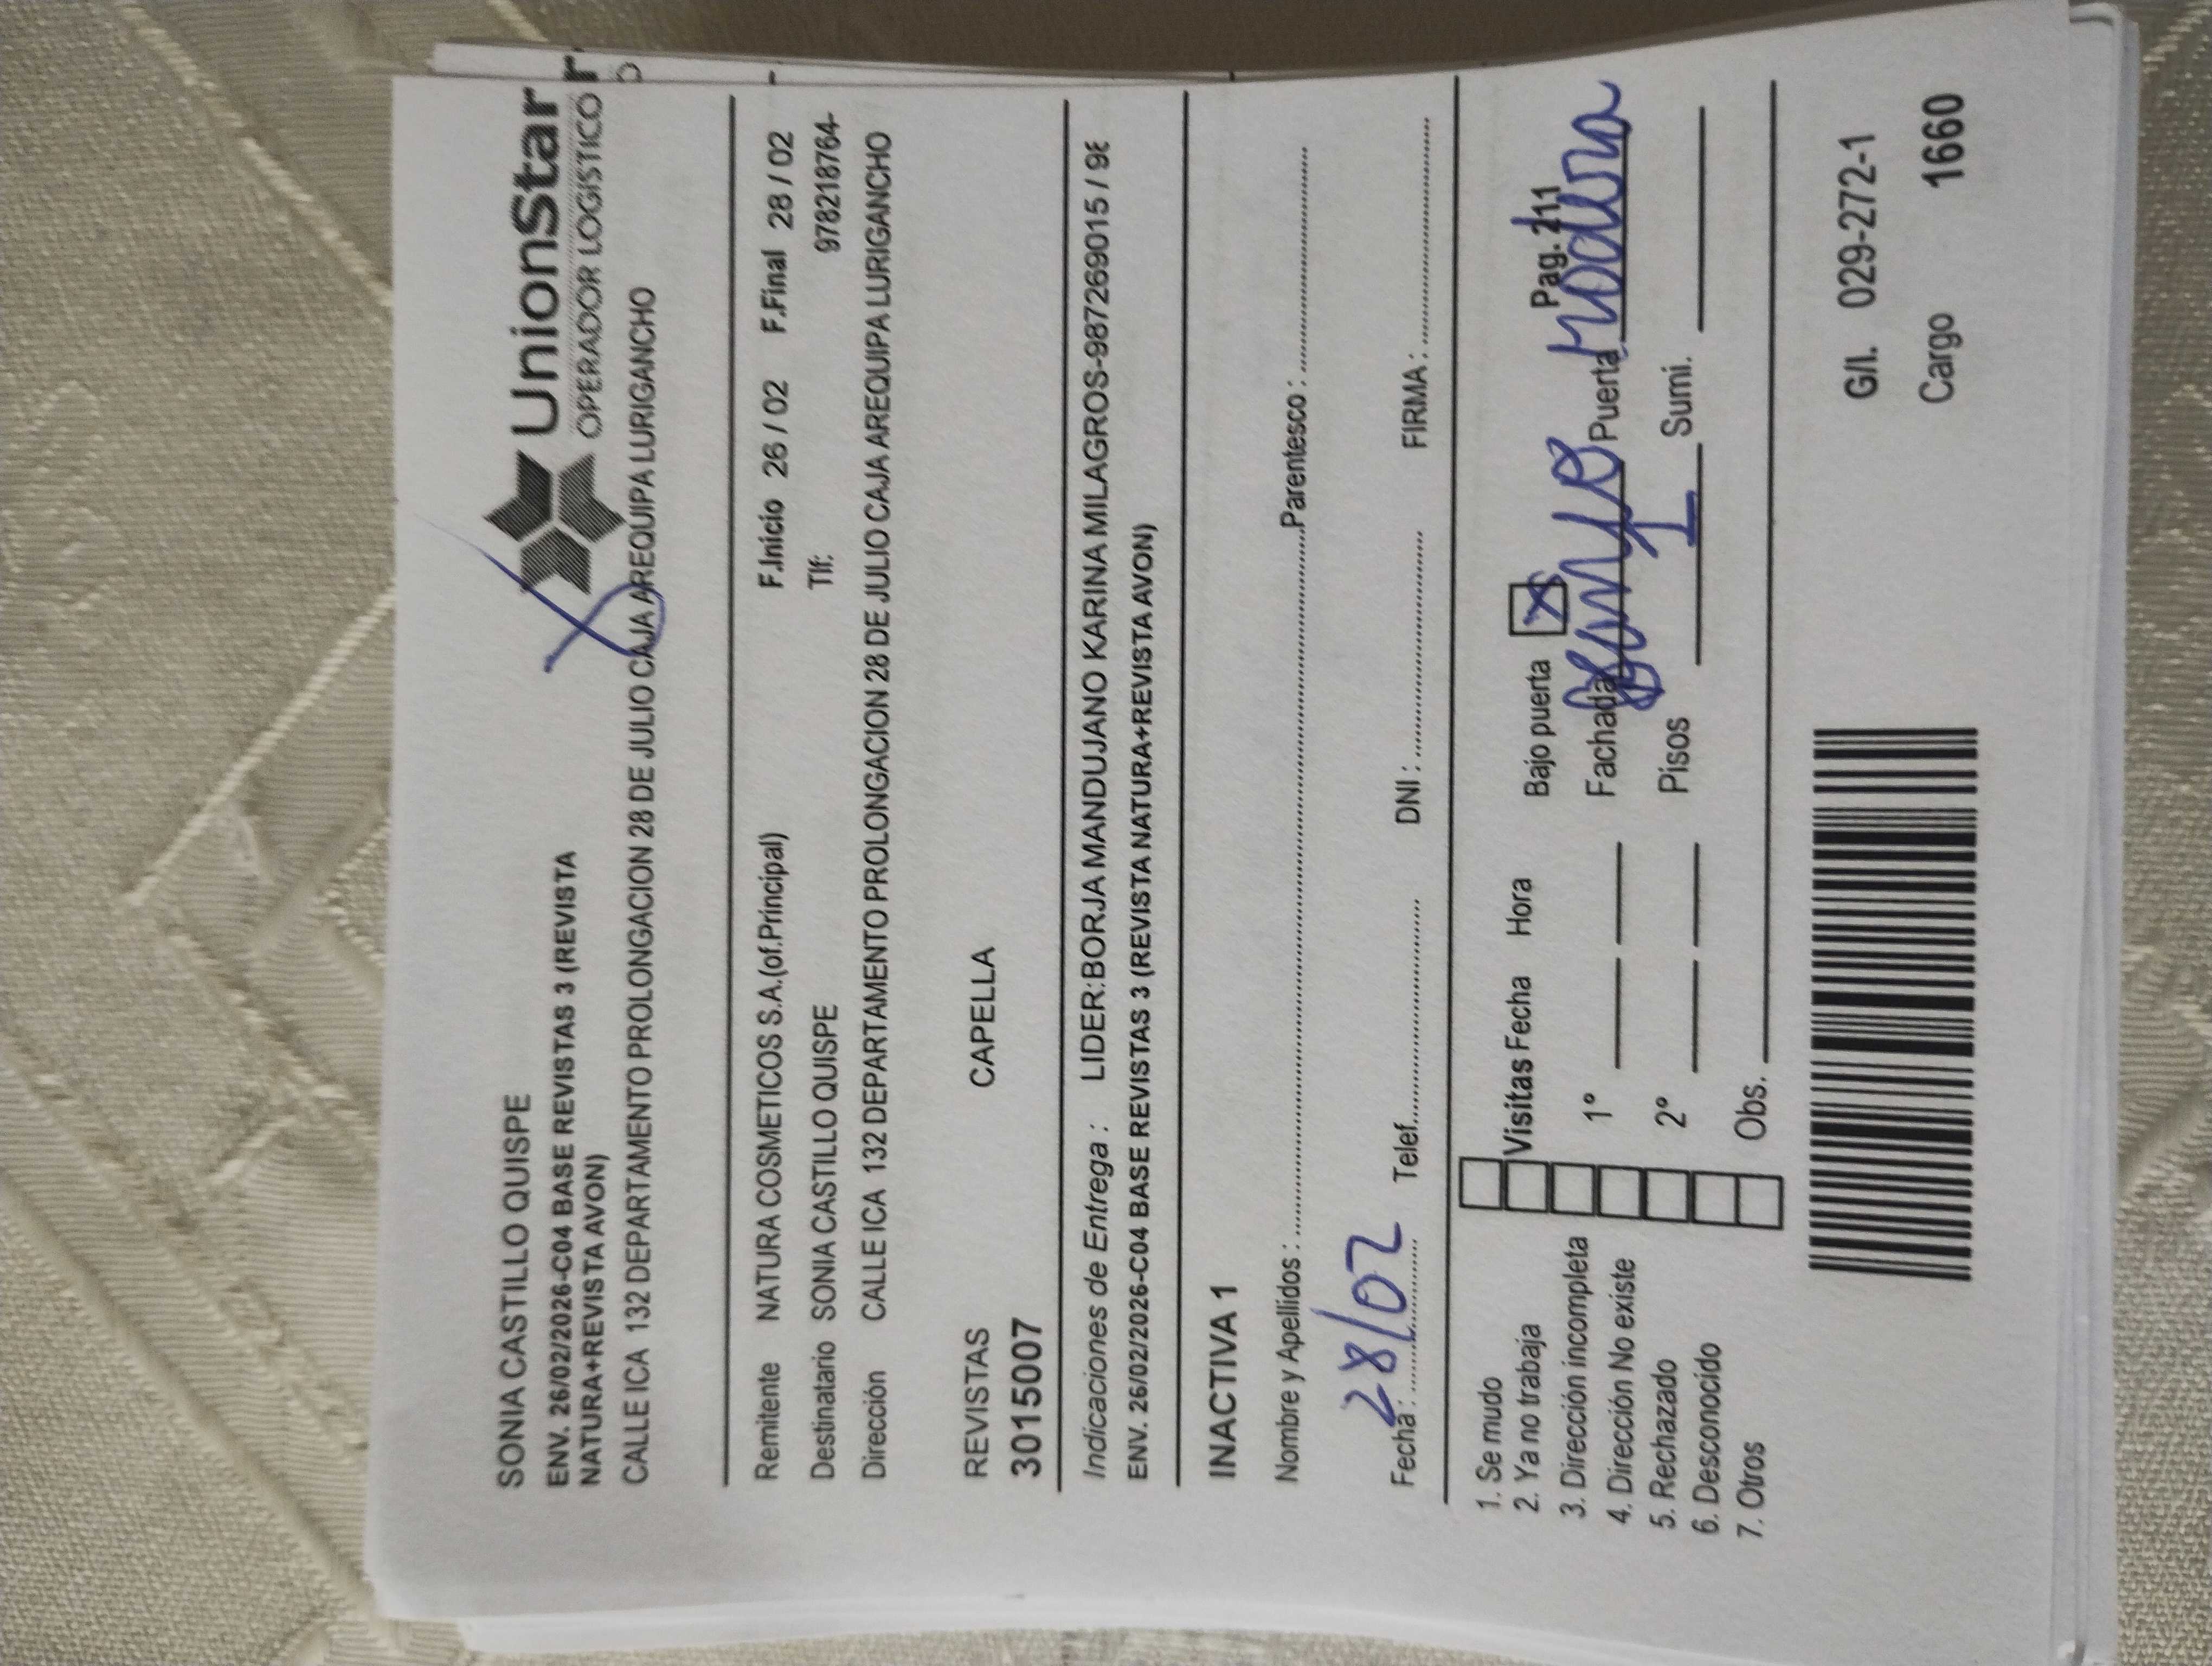 UnionStar
OPERADOR LOGISTICO
SONIA CASTILLO QUISPE
ENV. 26/02/2026-C04 BASE REVISTAS 3 (REVISTA
NATURA+REVISTA AVON)
CALLE ICA 132 DEPARTAMENTO PROLONGACION 28 DE JULIO CAJA AREQUIPA LURIGANCHO
Remitente NATURA COSMETICOS S.A.(of.Principal) F.Inicio 26 / 02 F.Final 28 / 02
Destinatario SONIA CASTILLO QUISPE Tlf: 978218764-
Dirección CALLE ICA 132 DEPARTAMENTO PROLONGACION 28 DE JULIO CAJA AREQUIPA LURIGANCHO
REVISTAS CAPELLA
3015007
Indicaciones de Entrega : LIDER:BORJA MANDUJANO KARINA MILAGROS-987269015 / 98
ENV. 26/02/2026-C04 BASE REVISTAS 3 (REVISTA NATURA+REVISTA AVON)
INACTIVA 1
Nombre y Apellidos : Parentesco :
Fecha : 28/02 Telef. DNI : FIRMA :
1. Se mudo
2. Ya no trabaja
3. Dirección incompleta
4. Dirección No existe
5. Rechazado
6. Desconocido
7. Otros
Visitas Fecha Hora Bajo puerta X Pag. 211
1º Fachada Puerta madera
2º Pisos 1 Sumi.
Obs.
G/I. 029-272-1
Cargo 1660